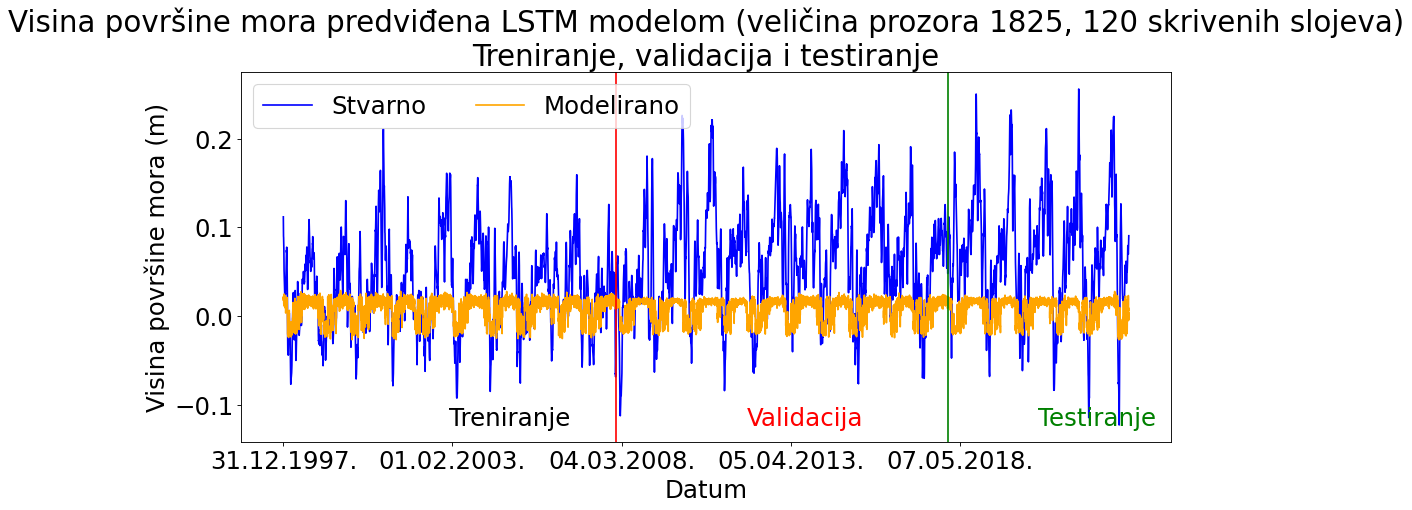 Visina površine mora predviđena LSTM modelom (veličina prozora 1825, 120 skrivenih slojeva)
Treniranje, validacija i testiranje
Stvarno
Modelirano
Visina površine mora (m)
0.2
0.1
0.0
−0.1
Treniranje
Validacija
Testiranje
31.12.1997.
01.02.2003.
04.03.2008.
05.04.2013.
07.05.2018.
Datum